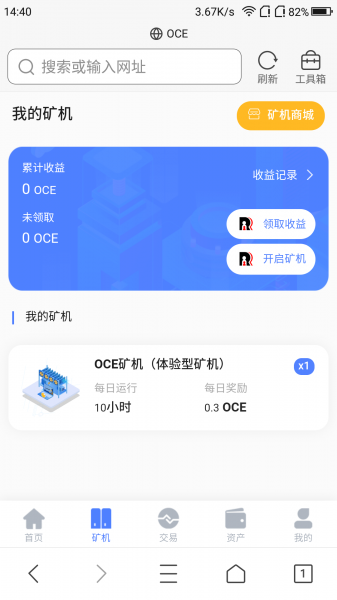 14:40 3.67K/s 82%
OCE
搜索或输入网址
刷新 工具箱
我的矿机 矿机商城
累计收益
0 OCE
收益记录
未领取
0 OCE
领取收益
开启矿机
我的矿机
OCE矿机（体验型矿机） x1
每日运行 每日奖励
10小时 0.3 OCE
首页 矿机 交易 资产 我的
1